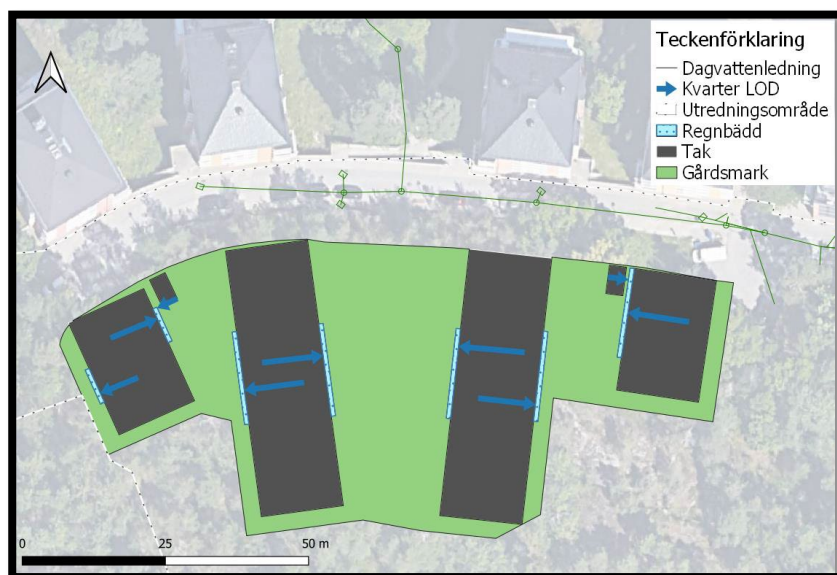 Teckenförklaring
Dagvattenledning
Kvarter LOD
Utredningsområde
Regnbädd
Tak
Gårdsmark
0 25 50 m